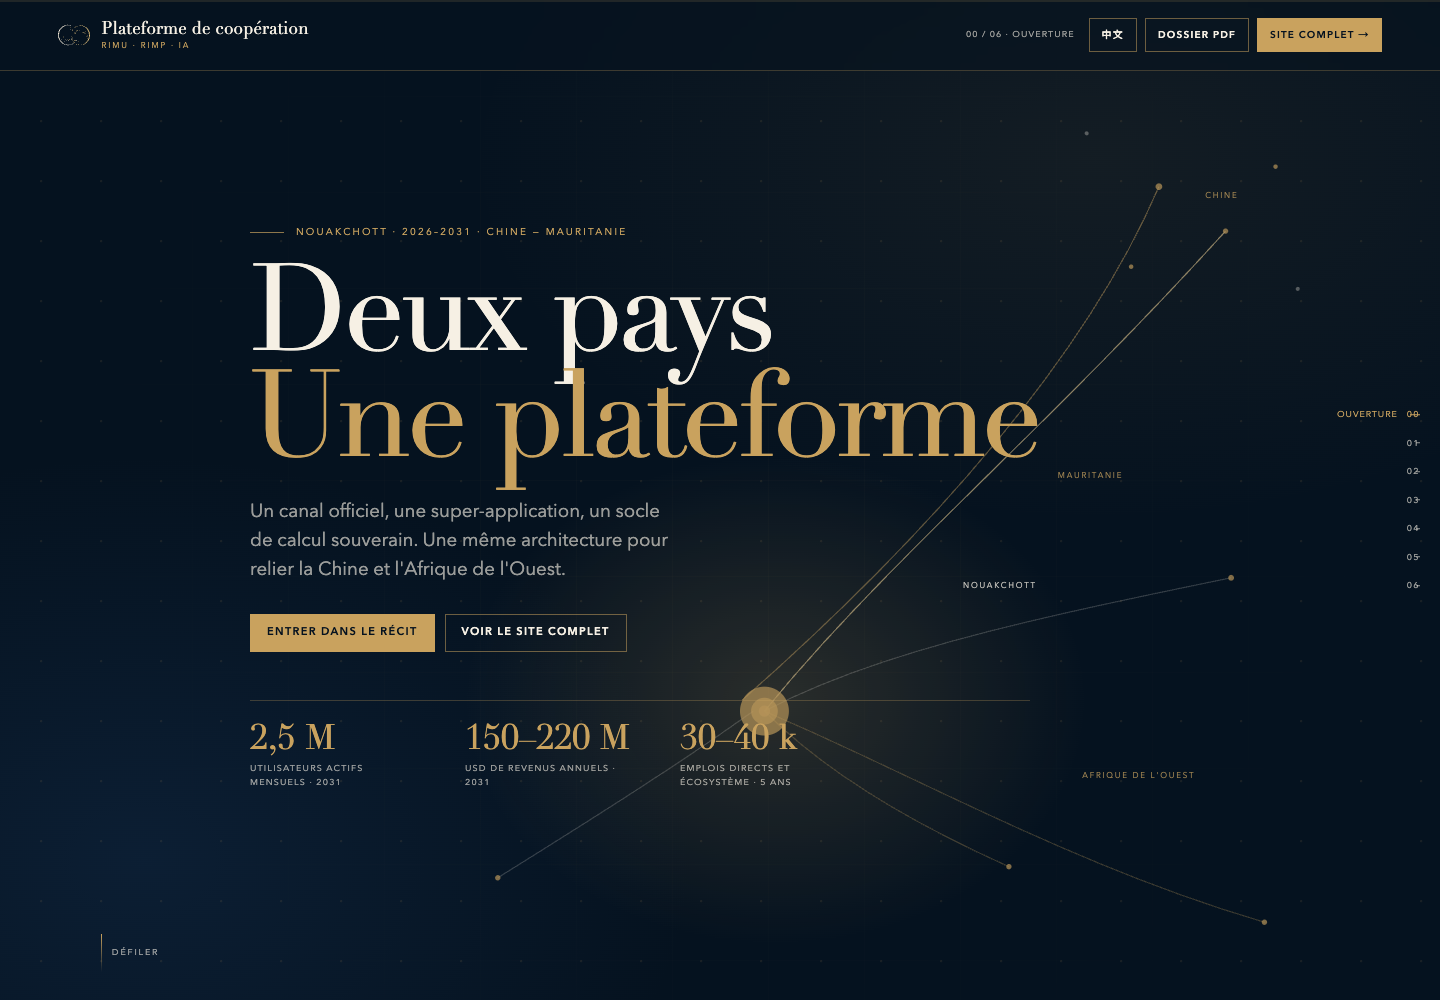 Plateforme de coopération
RIMU · RIMP · IA
00 / 06 · OUVERTURE
中文
DOSSIER PDF
SITE COMPLET →
CHINE
NOUAKCHOTT · 2026–2031 · CHINE — MAURITANIE
Deux pays
Une plateforme
OUVERTURE 00
01
02
03
04
05
06
MAURITANIE
Un canal officiel, une super-application, un socle
de calcul souverain. Une même architecture pour
relier la Chine et l'Afrique de l'Ouest.
NOUAKCHOTT
ENTRER DANS LE RÉCIT
VOIR LE SITE COMPLET
2,5 M
UTILISATEURS ACTIFS
MENSUELS · 2031
150–220 M
USD DE REVENUS ANNUELS ·
2031
30–40 k
EMPLOIS DIRECTS ET
ÉCOSYSTÈME · 5 ANS
AFRIQUE DE L'OUEST
DÉFILER